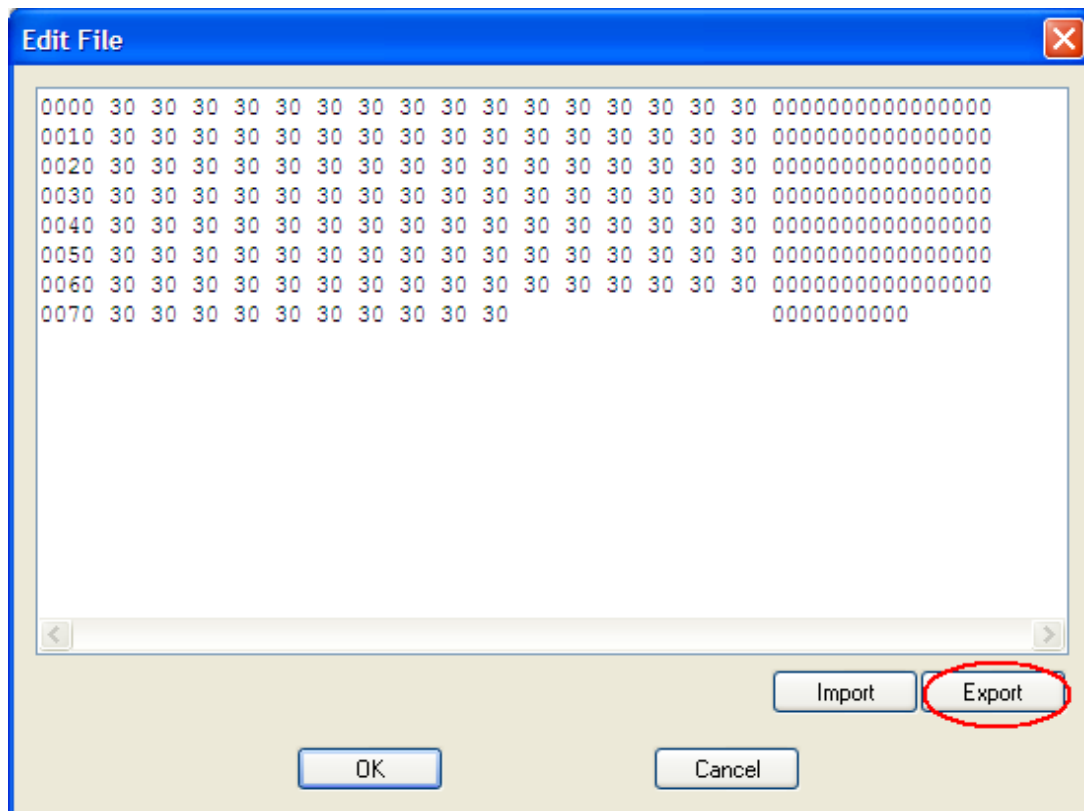 Edit File
0000 30 30 30 30 30 30 30 30 30 30 30 30 30 30 30 30 0000000000000000
0010 30 30 30 30 30 30 30 30 30 30 30 30 30 30 30 30 0000000000000000
0020 30 30 30 30 30 30 30 30 30 30 30 30 30 30 30 30 0000000000000000
0030 30 30 30 30 30 30 30 30 30 30 30 30 30 30 30 30 0000000000000000
0040 30 30 30 30 30 30 30 30 30 30 30 30 30 30 30 30 0000000000000000
0050 30 30 30 30 30 30 30 30 30 30 30 30 30 30 30 30 0000000000000000
0060 30 30 30 30 30 30 30 30 30 30 30 30 30 30 30 30 0000000000000000
0070 30 30 30 30 30 30 30 30 30 30 0000000000
Import Export
OK Cancel